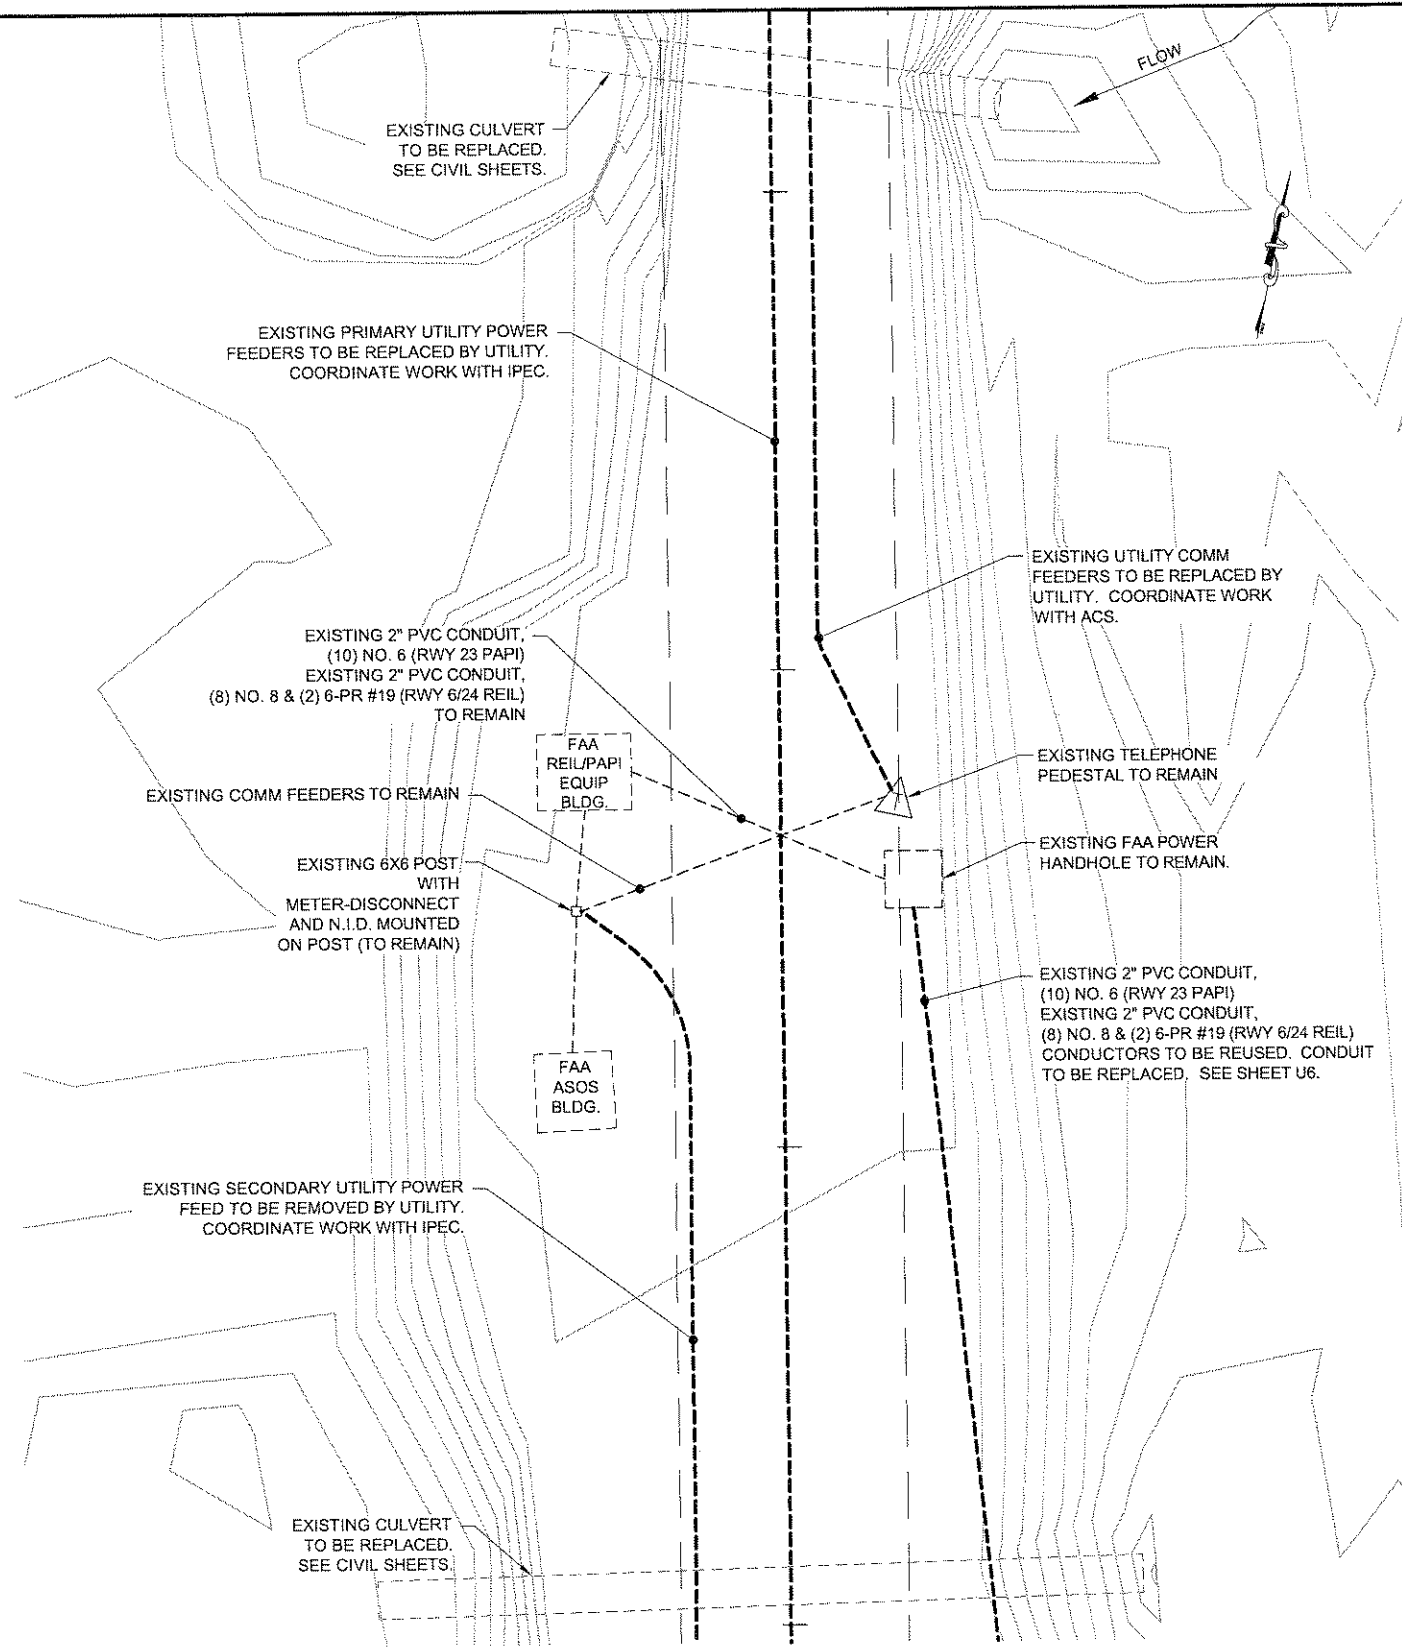 FLOW
EXISTING CULVERT
TO BE REPLACED.
SEE CIVIL SHEETS.
EXISTING PRIMARY UTILITY POWER
FEEDERS TO BE REPLACED BY UTILITY.
COORDINATE WORK WITH IPEC.
EXISTING UTILITY COMM
FEEDERS TO BE REPLACED BY
UTILITY. COORDINATE WORK
WITH ACS.
EXISTING 2" PVC CONDUIT,
(10) NO. 6 (RWY 23 PAPI)
EXISTING 2" PVC CONDUIT,
(8) NO. 8 & (2) 6-PR #19 (RWY 6/24 REIL)
TO REMAIN
FAA
REIL/PAPI
EQUIP
BLDG.
EXISTING TELEPHONE
PEDESTAL TO REMAIN
EXISTING COMM FEEDERS TO REMAIN
EXISTING FAA POWER
HANDHOLE TO REMAIN.
EXISTING 6X6 POST
WITH
METER-DISCONNECT
AND N.I.D. MOUNTED
ON POST (TO REMAIN)
EXISTING 2" PVC CONDUIT,
(10) NO. 6 (RWY 23 PAPI)
EXISTING 2" PVC CONDUIT,
(8) NO. 8 & (2) 6-PR #19 (RWY 6/24 REIL)
CONDUCTORS TO BE REUSED. CONDUIT
TO BE REPLACED. SEE SHEET U6.
FAA
ASOS
BLDG.
EXISTING SECONDARY UTILITY POWER
FEED TO BE REMOVED BY UTILITY.
COORDINATE WORK WITH IPEC.
EXISTING CULVERT
TO BE REPLACED.
SEE CIVIL SHEETS.